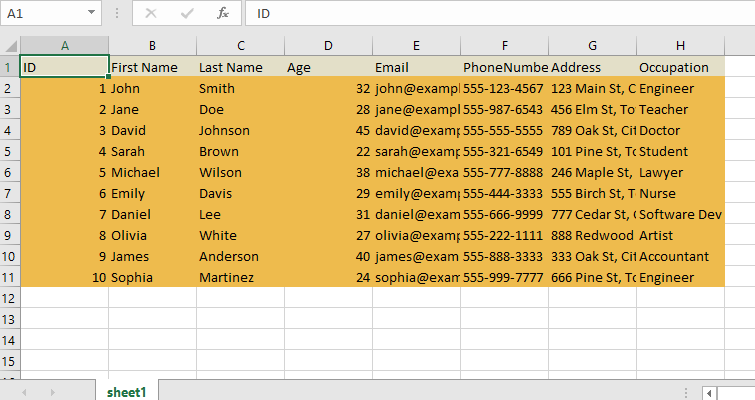 A1 fx ID
A B C D E F G H
1 ID First Name Last Name Age Email PhoneNumbe Address Occupation
2 1 John Smith 32 john@exampl 555-123-4567 123 Main St, C Engineer
3 2 Jane Doe 28 jane@exampl 555-987-6543 456 Elm St, To Teacher
4 3 David Johnson 45 david@exam 555-555-5555 789 Oak St, Cit Doctor
5 4 Sarah Brown 22 sarah@exam 555-321-6549 101 Pine St, To Student
6 5 Michael Wilson 38 michael@exa 555-777-8888 246 Maple St, Lawyer
7 6 Emily Davis 29 emily@exam 555-444-3333 555 Birch St, T Nurse
8 7 Daniel Lee 31 daniel@exam 555-666-9999 777 Cedar St, Software Dev
9 8 Olivia White 27 olivia@exam 555-222-1111 888 Redwood Artist
10 9 James Anderson 40 james@exam 555-888-3333 333 Oak St, Cit Accountant
11 10 Sophia Martinez 24 sophia@exam 555-999-7777 666 Pine St, To Engineer
12
13
14
15
sheet1